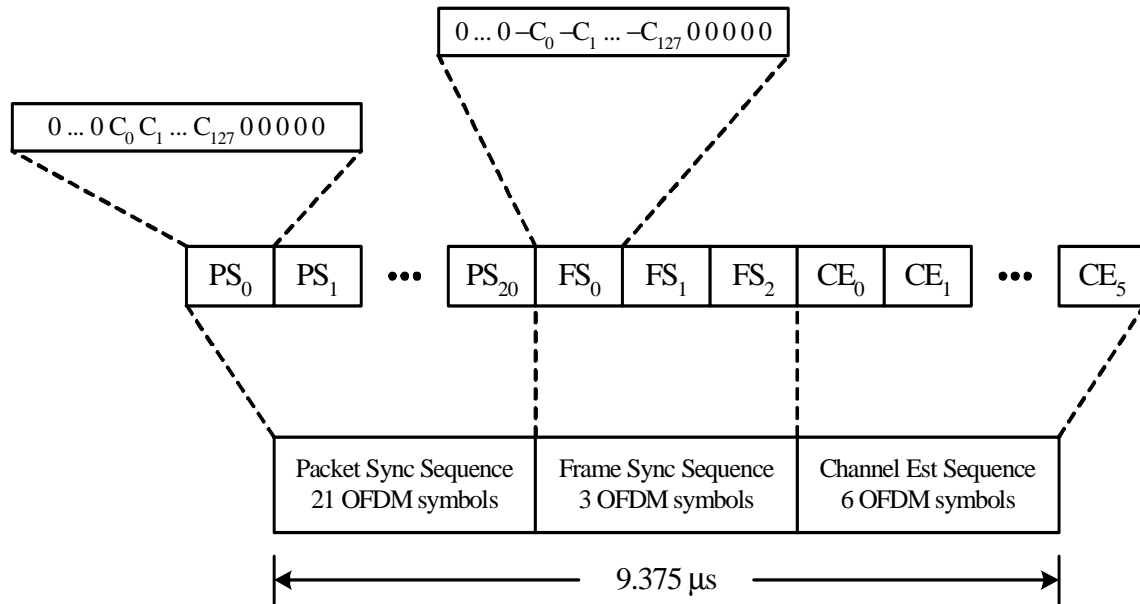 0 ... 0 –C₀ –C₁ ... –C₁₂₇ 0 0 0 0 0
0 ... 0 C₀ C₁ ... C₁₂₇ 0 0 0 0 0
PS₀ PS₁ ••• PS₂₀ FS₀ FS₁ FS₂ CE₀ CE₁ ••• CE₅
Packet Sync Sequence
21 OFDM symbols
Frame Sync Sequence
3 OFDM symbols
Channel Est Sequence
6 OFDM symbols
9.375 μs